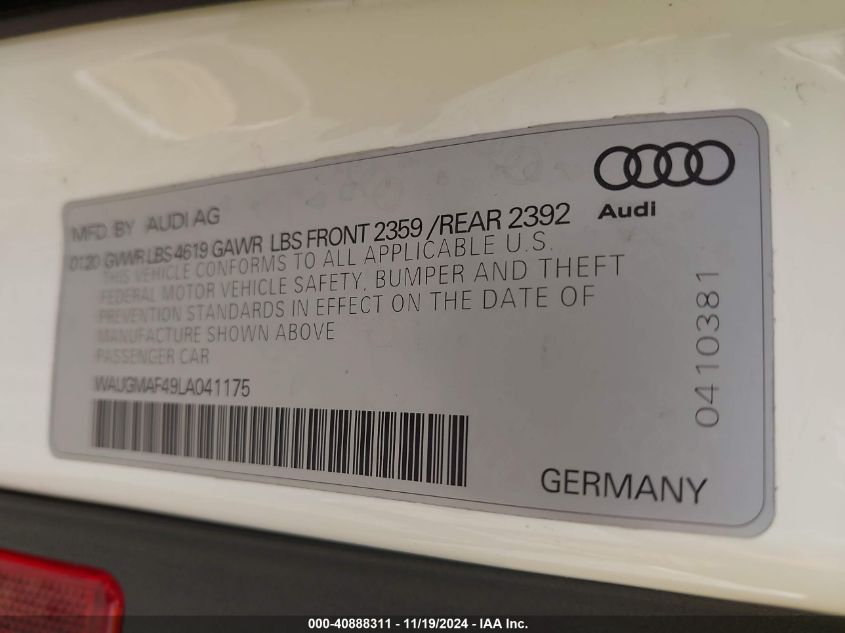 MFD. BY AUDI AG
0120 GVWR LBS 4619 GAWR LBS FRONT 2359 /REAR 2392
THIS VEHICLE CONFORMS TO ALL APPLICABLE U.S.
FEDERAL MOTOR VEHICLE SAFETY, BUMPER AND THEFT
PREVENTION STANDARDS IN EFFECT ON THE DATE OF
MANUFACTURE SHOWN ABOVE
PASSENGER CAR
WAUGMAF49LA041175
Audi
0410381
GERMANY
000-40888311 - 11/19/2024 - IAA Inc.